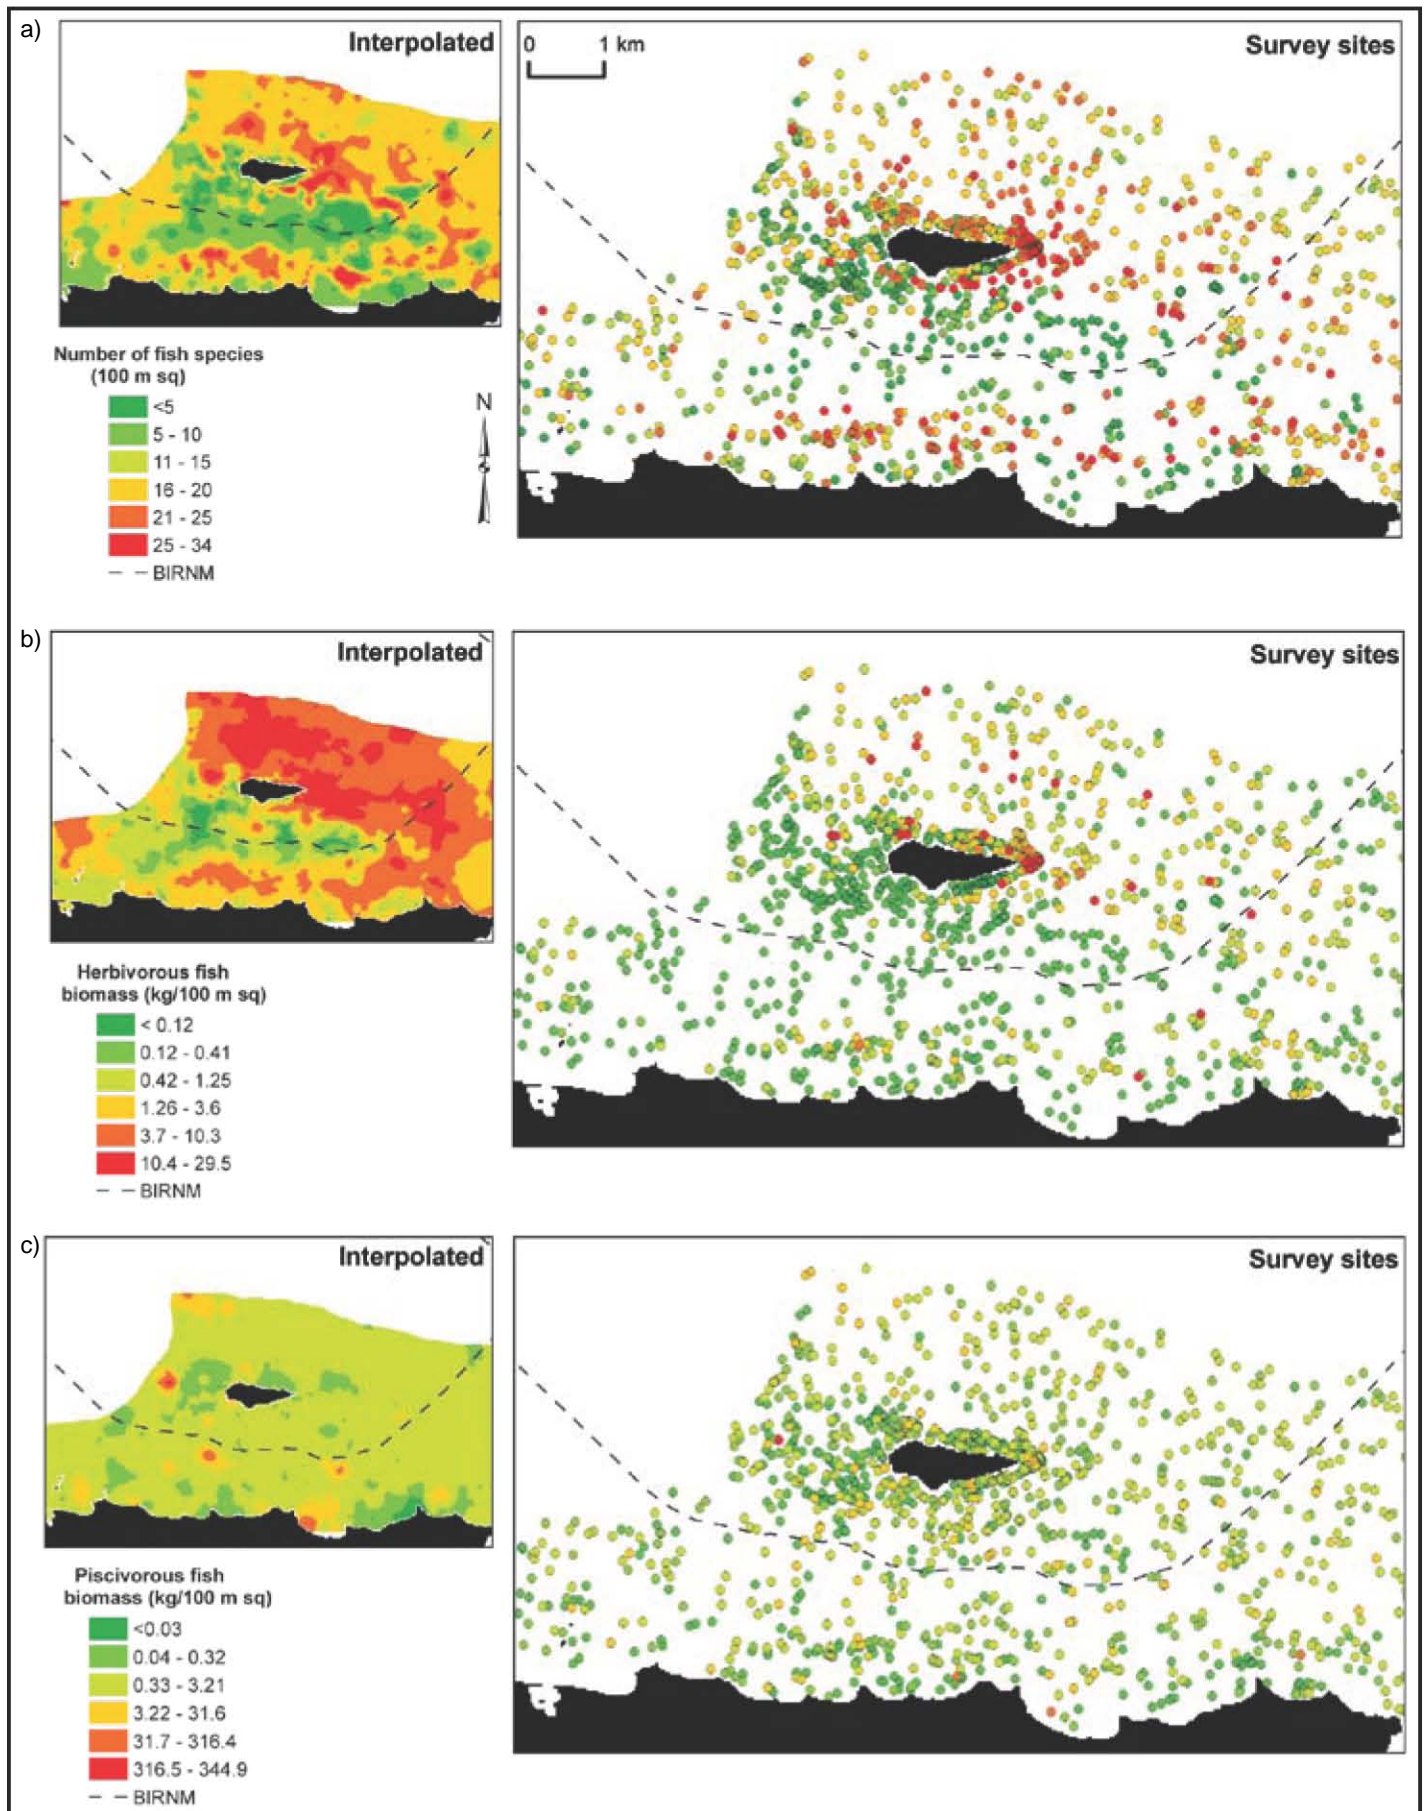 a)
Interpolated
0 1 km
Survey sites
Number of fish species
(100 m sq)
<5
5 - 10
11 - 15
16 - 20
21 - 25
25 - 34
BIRNM
N
b)
Interpolated
Survey sites
Herbivorous fish
biomass (kg/100 m sq)
< 0.12
0.12 - 0.41
0.42 - 1.25
1.26 - 3.6
3.7 - 10.3
10.4 - 29.5
BIRNM
c)
Interpolated
Survey sites
Piscivorous fish
biomass (kg/100 m sq)
<0.03
0.04 - 0.32
0.33 - 3.21
3.22 - 31.6
31.7 - 316.4
316.5 - 344.9
BIRNM